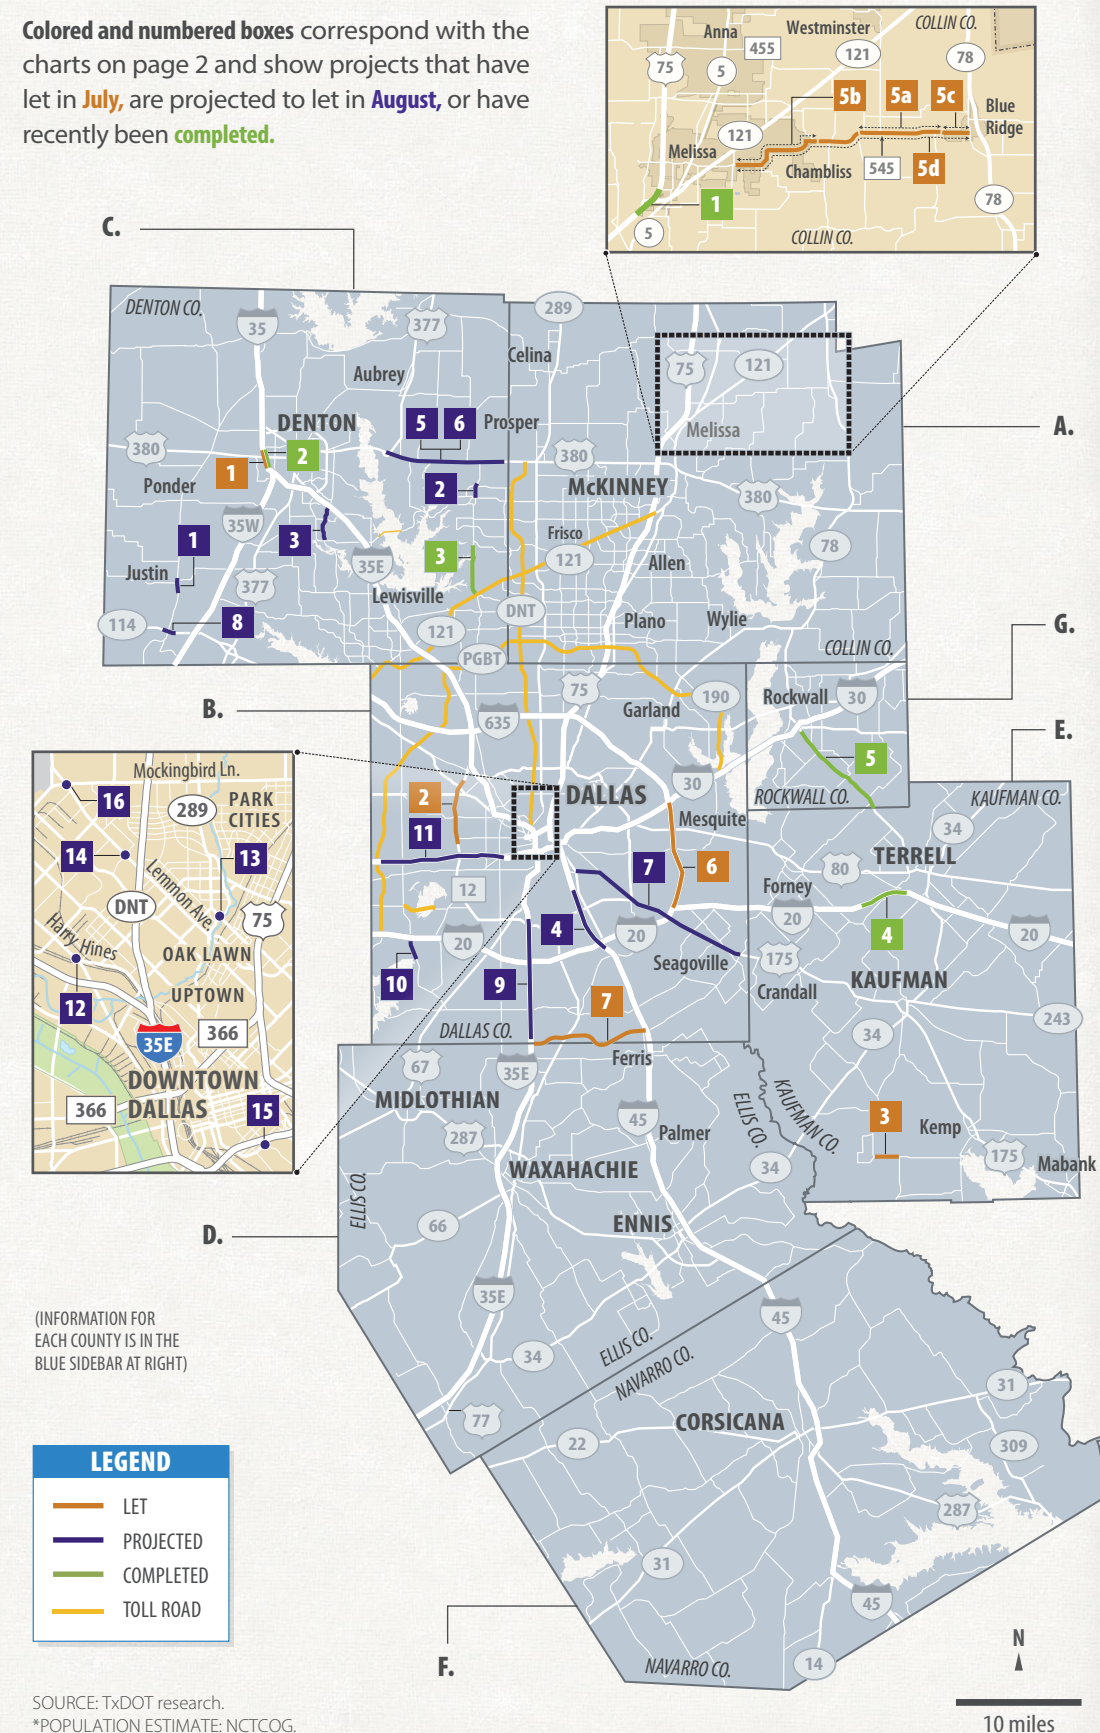 Colored and numbered boxes correspond with the
charts on page 2 and show projects that have
let in July, are projected to let in August, or have
recently been completed.
Anna
455
Westminster
COLLIN CO.
75
5
121
78
5b
5a
5c
Blue
Ridge
121
Melissa
Chambliss
545
5d
1
78
5
COLLIN CO.
C.
DENTON CO.
35
377
289
Celina
75
121
Aubrey
Melissa
A.
DENTON
5
6
Prosper
380
1
2
380
McKINNEY
Ponder
2
380
35W
1
3
Frisco
78
3
121
Allen
Justin
35E
377
Lewisville
114
8
DNT
121
Plano
Wylie
G.
PGBT
COLLIN CO.
B.
75
190
Rockwall
30
635
Garland
E.
5
Mockingbird Ln.
16
289
PARK
CITIES
14
13
Lemmon Ave.
DNT
75
Harry Hines
OAK LAWN
12
UPTOWN
35E
366
DOWNTOWN
DALLAS
366
15
2
DALLAS
30
ROCKWALL CO.
KAUFMAN CO.
11
Mesquite
34
TERRELL
80
7
6
12
Forney
20
4
4
20
20
20
Seagoville
175
10
9
Crandall
KAUFMAN
7
243
DALLAS CO.
34
Ferris
67
35E
MIDLOTHIAN
45
ELLIS CO.
KAUFMAN CO.
3
Kemp
287
Palmer
175
Mabank
WAXAHACHIE
34
ELLIS CO.
66
ENNIS
D.
35E
45
(INFORMATION FOR
EACH COUNTY IS IN THE
BLUE SIDEBAR AT RIGHT)
34
ELLIS CO.
NAVARRO CO.
31
77
CORSICANA
22
309
LEGEND
LET
PROJECTED
COMPLETED
TOLL ROAD
287
31
45
F.
14
NAVARRO CO.
N
SOURCE: TxDOT research.
*POPULATION ESTIMATE: NCTCOG.
10 miles